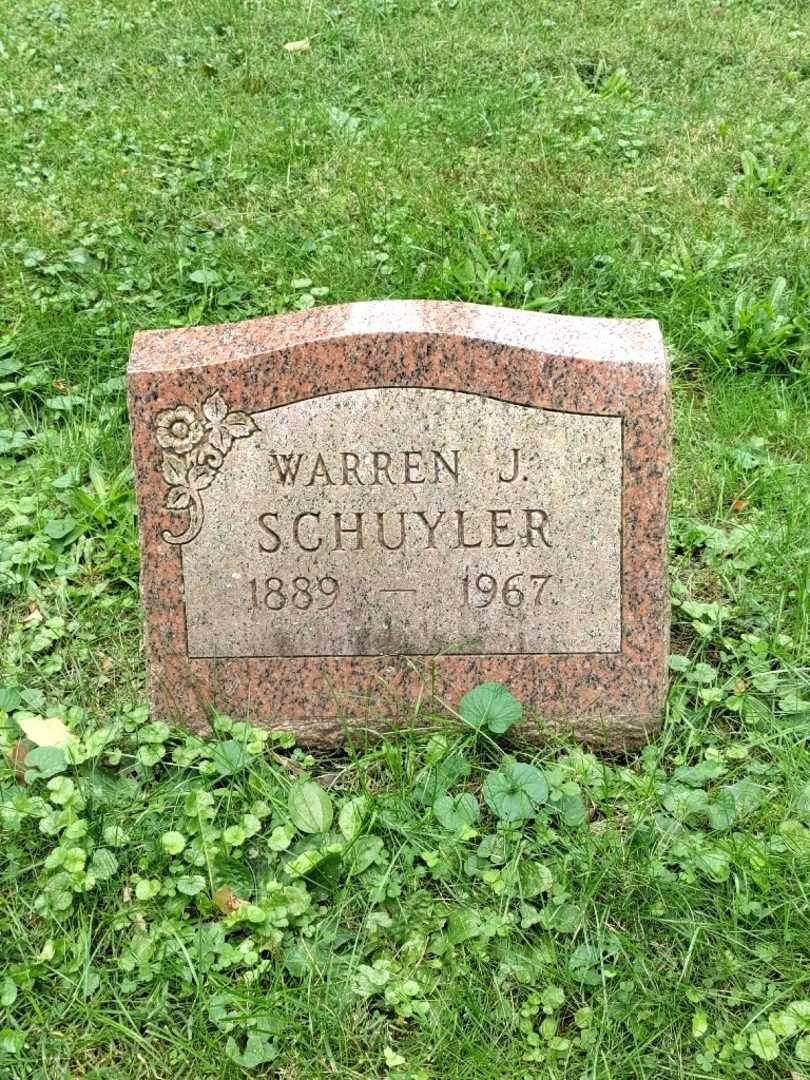 WARREN J.
SCHUYLER
1889 — 1967